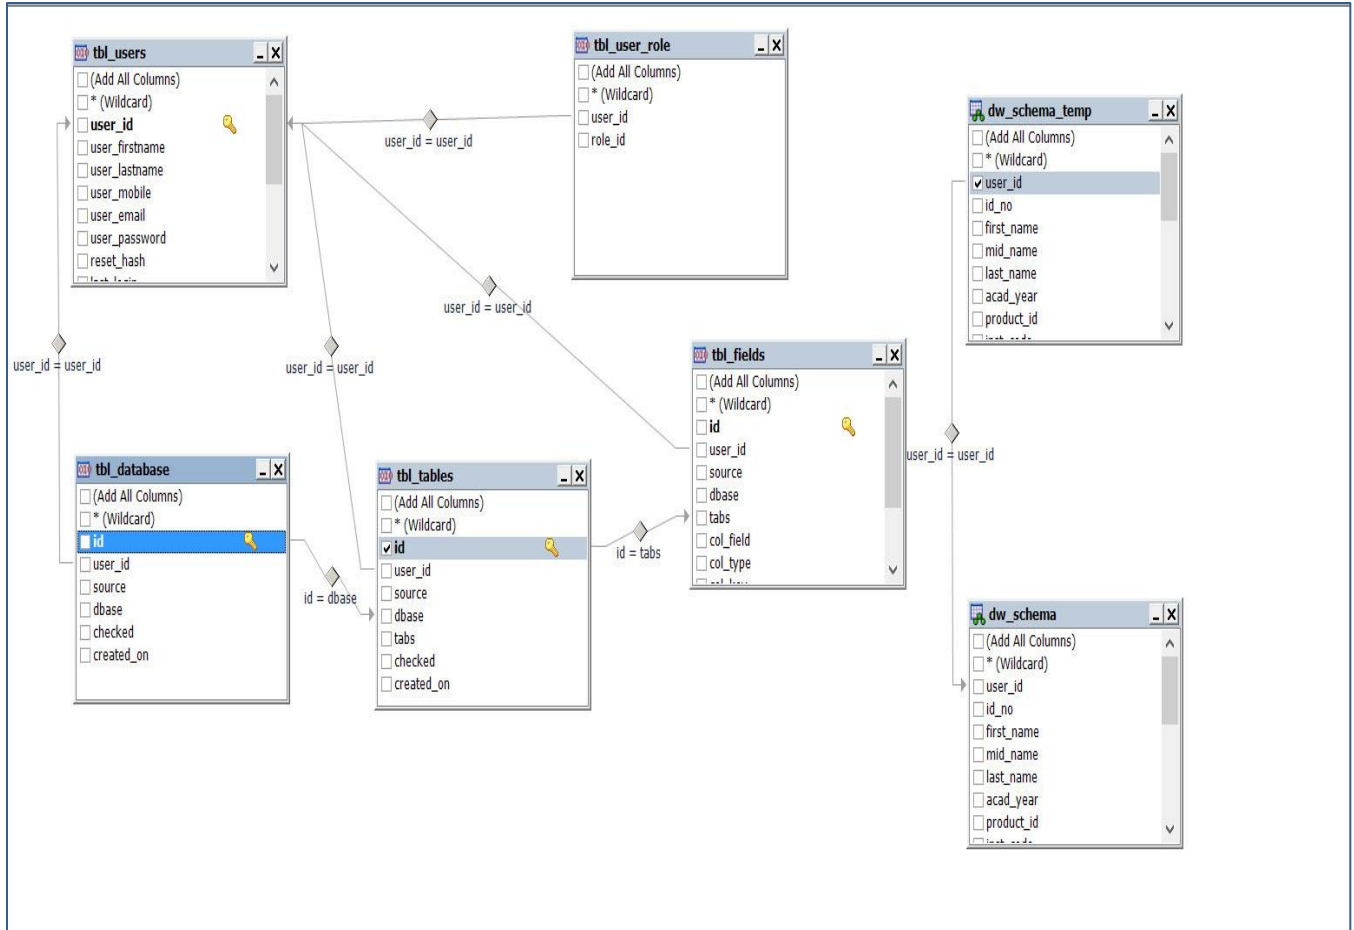 tbl_users
(Add All Columns)
* (Wildcard)
user_id
user_firstname
user_lastname
user_mobile
user_email
user_password
reset_hash
last_login
tbl_user_role
(Add All Columns)
* (Wildcard)
user_id
role_id
dw_schema_temp
(Add All Columns)
* (Wildcard)
user_id
id_no
first_name
mid_name
last_name
acad_year
product_id
user_id = user_id
user_id = user_id
user_id = user_id
user_id = user_id
tbl_fields
(Add All Columns)
* (Wildcard)
id
user_id
source
dbase
tabs
col_field
col_type
user_id = user_id
tbl_database
(Add All Columns)
* (Wildcard)
id
user_id
source
dbase
checked
created_on
id = dbase
tbl_tables
(Add All Columns)
* (Wildcard)
id
user_id
source
dbase
tabs
checked
created_on
id = tabs
dw_schema
(Add All Columns)
* (Wildcard)
user_id
id_no
first_name
mid_name
last_name
acad_year
product_id